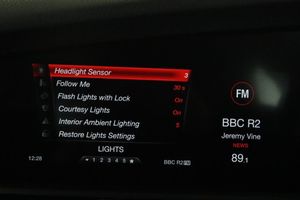 Headlight Sensor 3
Follow Me 30 s
Flash Lights with Lock On
Courtesy Lights On
Interior Ambient Lighting 5
Restore Lights Settings
LIGHTS
1 2 3 4 5
12:28
BBC R2
FM
BBC R2
Jeremy Vine
NEWS
89.1